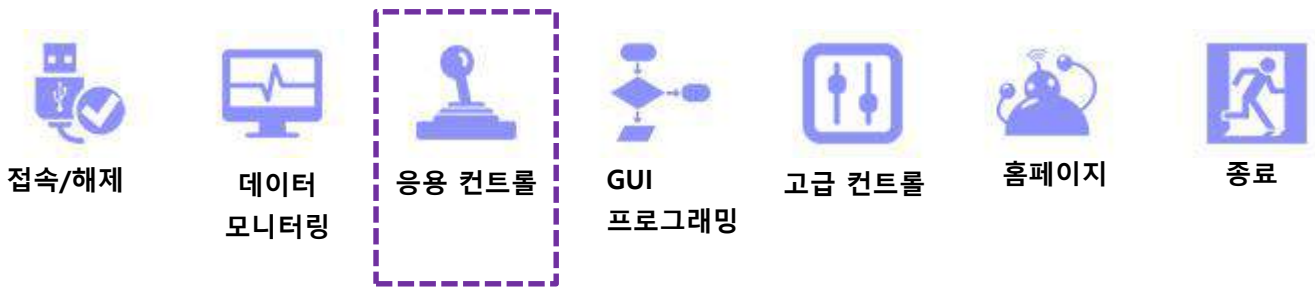 접속/해제
데이터
모니터링
응용 컨트롤
GUI
프로그래밍
고급 컨트롤
홈페이지
종료